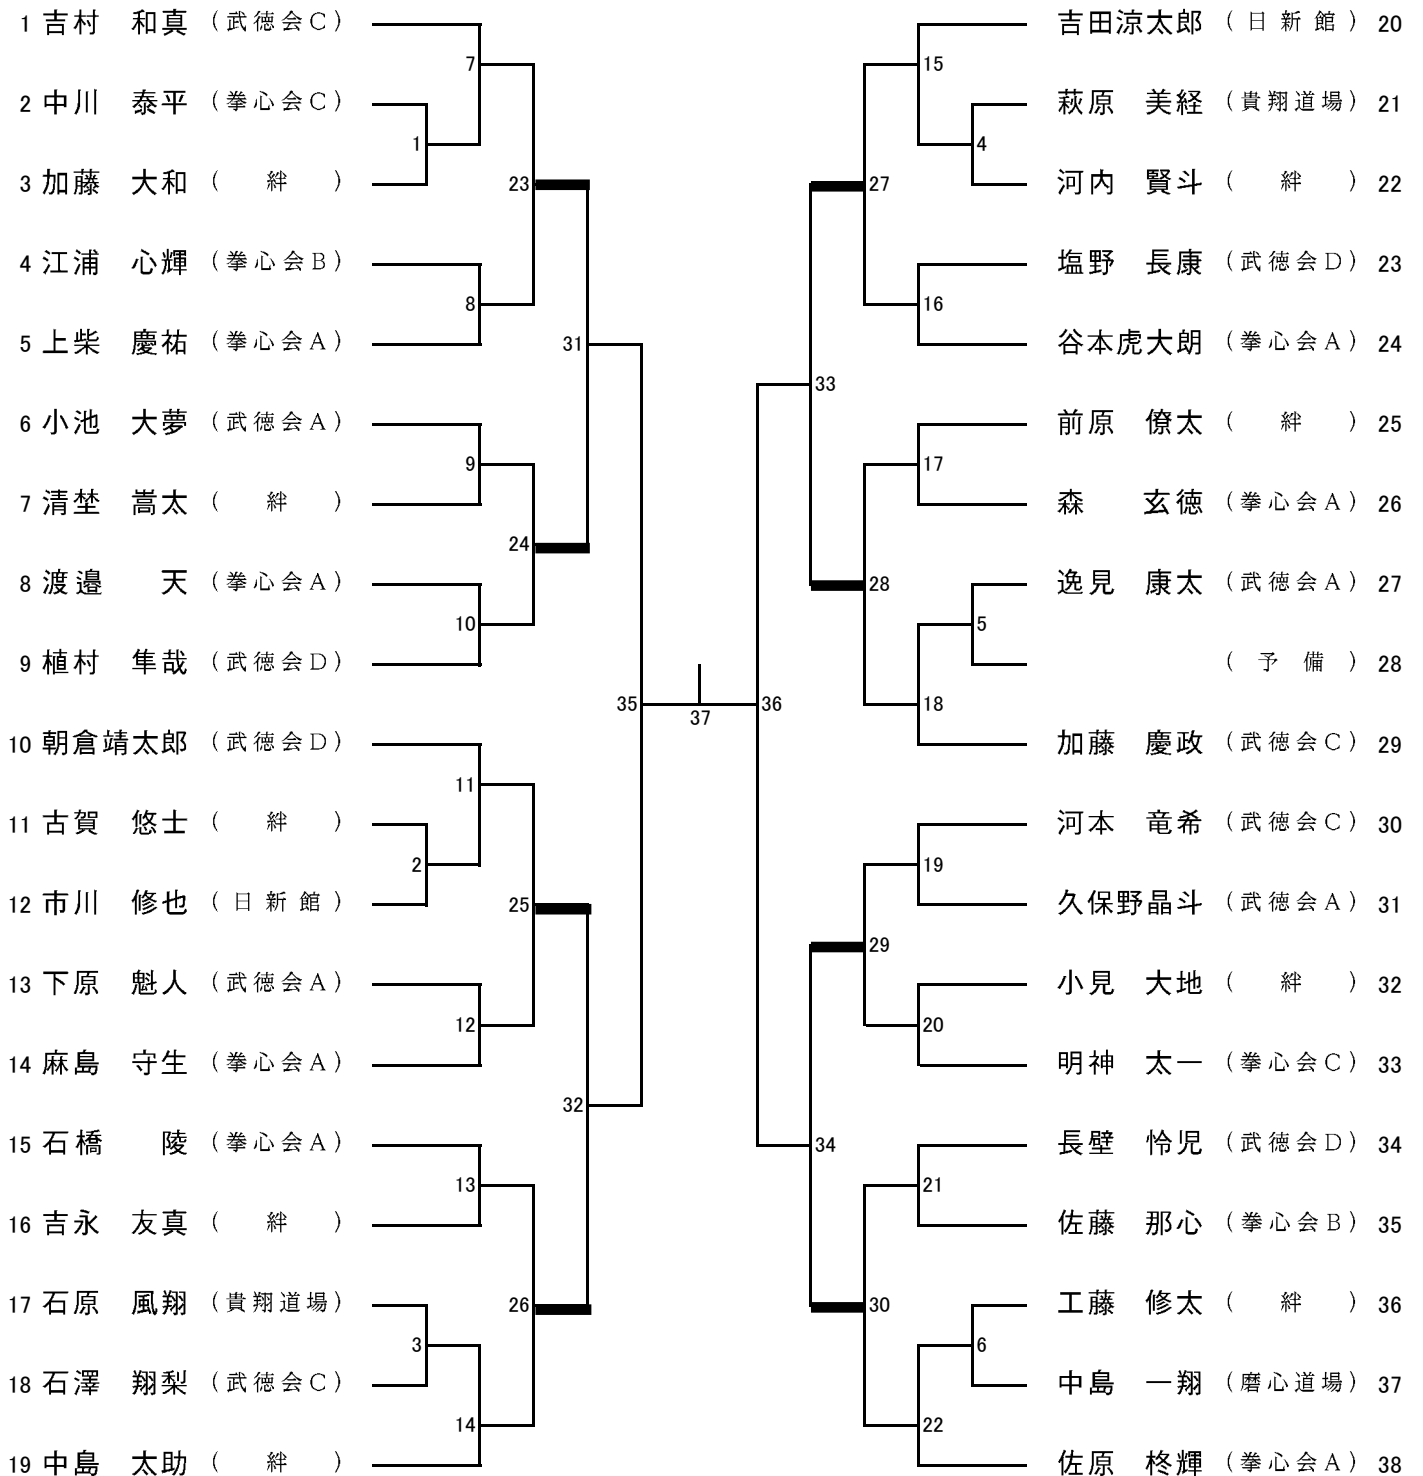 1 吉村 和真 (武徳会C)
7
2 中川 泰平 (拳心会C)
1
3 加藤 大和 ( 絆 )
23
4 江浦 心輝 (拳心会B)
8
5 上柴 慶祐 (拳心会A)
31
6 小池 大夢 (武徳会A)
9
7 清埜 嵩太 ( 絆 )
24
8 渡邉 天 (拳心会A)
10
9 植村 隼哉 (武徳会D)
35
10 朝倉靖太郎 (武徳会D)
11
11 古賀 悠士 ( 絆 )
2
12 市川 修也 (日新館)
25
13 下原 魁人 (武徳会A)
12
14 麻島 守生 (拳心会A)
32
15 石橋 陵 (拳心会A)
13
16 吉永 友真 ( 絆 )
26
17 石原 風翔 (貴翔道場)
3
18 石澤 翔梨 (武徳会C)
14
19 中島 太助 ( 絆 )
37
吉田涼太郎 (日新館) 20
15
萩原 美経 (貴翔道場) 21
4
河内 賢斗 ( 絆 ) 22
27
塩野 長康 (武徳会D) 23
16
谷本虎大朗 (拳心会A) 24
33
前原 僚太 ( 絆 ) 25
17
森 玄徳 (拳心会A) 26
28
逸見 康太 (武徳会A) 27
5
(予備) 28
36
18
加藤 慶政 (武徳会C) 29
河本 竜希 (武徳会C) 30
19
久保野晶斗 (武徳会A) 31
29
小見 大地 ( 絆 ) 32
20
明神 太一 (拳心会C) 33
34
長壁 怜児 (武徳会D) 34
21
佐藤 那心 (拳心会B) 35
30
工藤 修太 ( 絆 ) 36
6
中島 一翔 (磨心道場) 37
22
佐原 柊輝 (拳心会A) 38